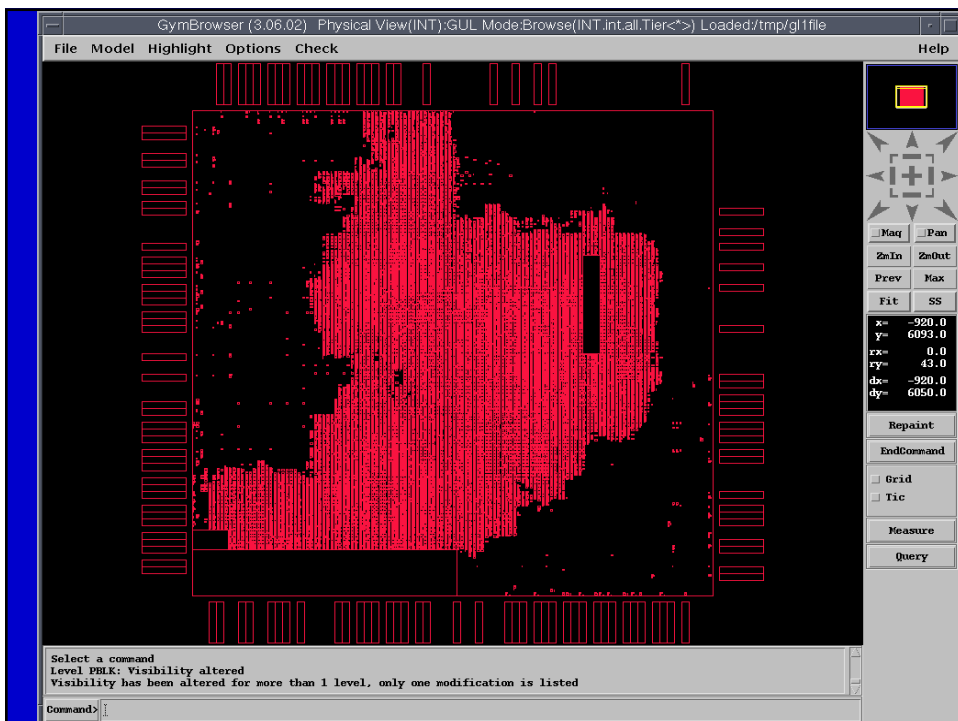 GymBrowser (3.06.02) Physical View(INT):GUL Mode:Browse(INT.int.all.Tier<*>) Loaded:/tmp/gl1file
File Model Highlight Options Check Help
Maq Pan
ZmIn ZmOut
Prev Max
Fit SS
x= -920.0
y= 6093.0
rx= 0.0
ry= 43.0
dx= -920.0
dy= 6050.0
Repaint
EndCommand
Grid
Tic
Measure
Query
Select a command
Level PBLK: Visibility altered
Visibility has been altered for more than 1 level, only one modification is listed
Command>